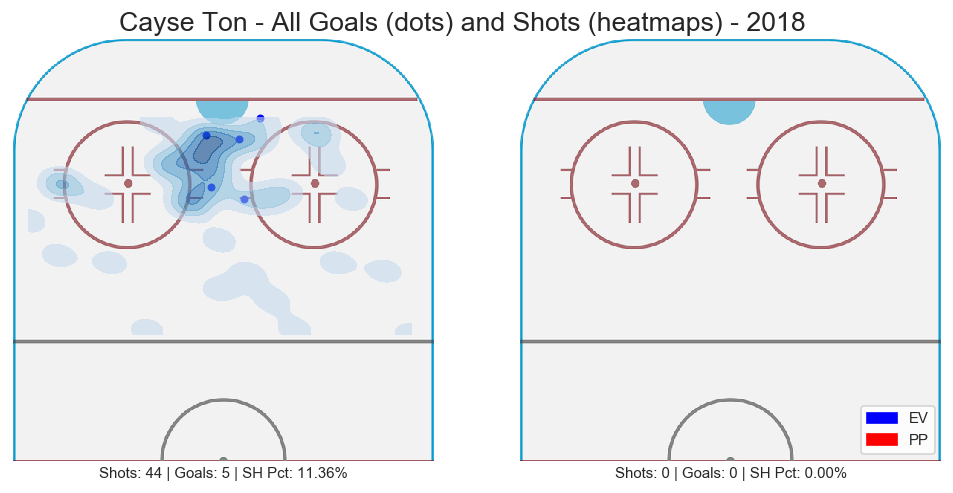 Cayse Ton - All Goals (dots) and Shots (heatmaps) - 2018
EV
PP
Shots: 44 | Goals: 5 | SH Pct: 11.36%
Shots: 0 | Goals: 0 | SH Pct: 0.00%